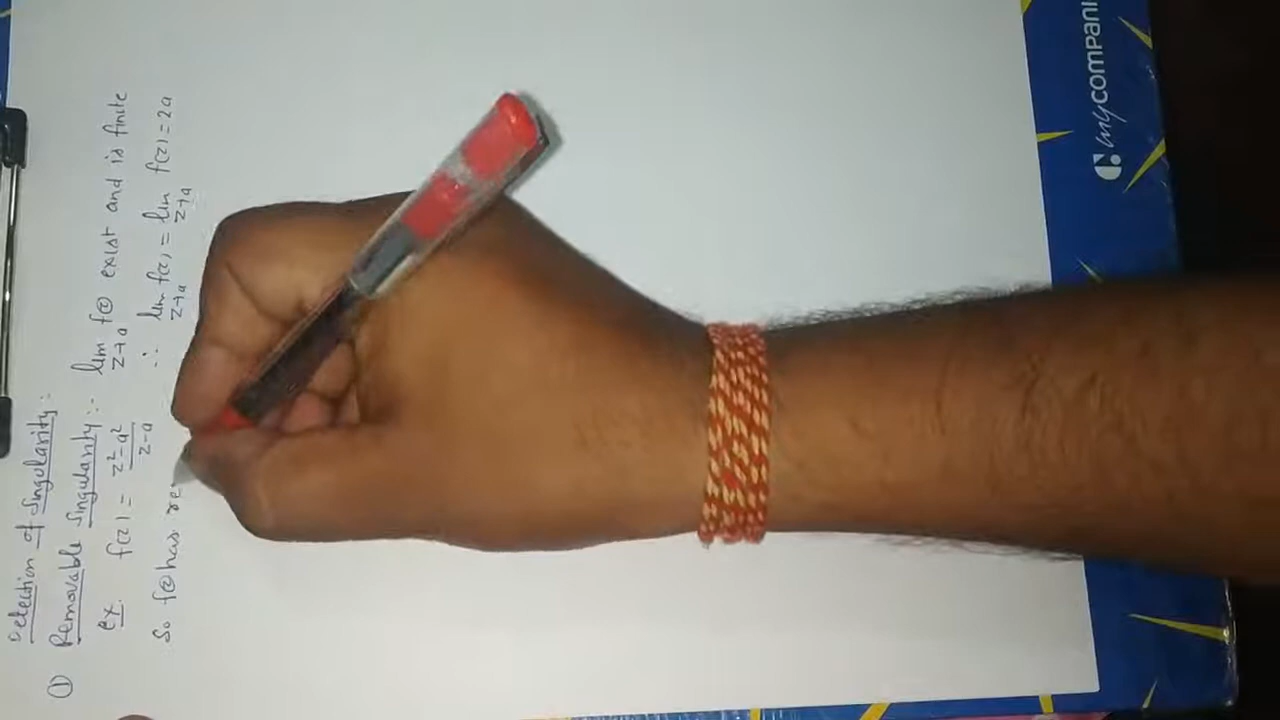 Detection of Singularity:
① Removable Singularity:- lim f(z) exist and is finite
z→a
ex. f(z) = z²-a² / z-a ∴ lim f(z) = lim f(z) = 2a
z→a z→a
So f(z) has re
mycompani